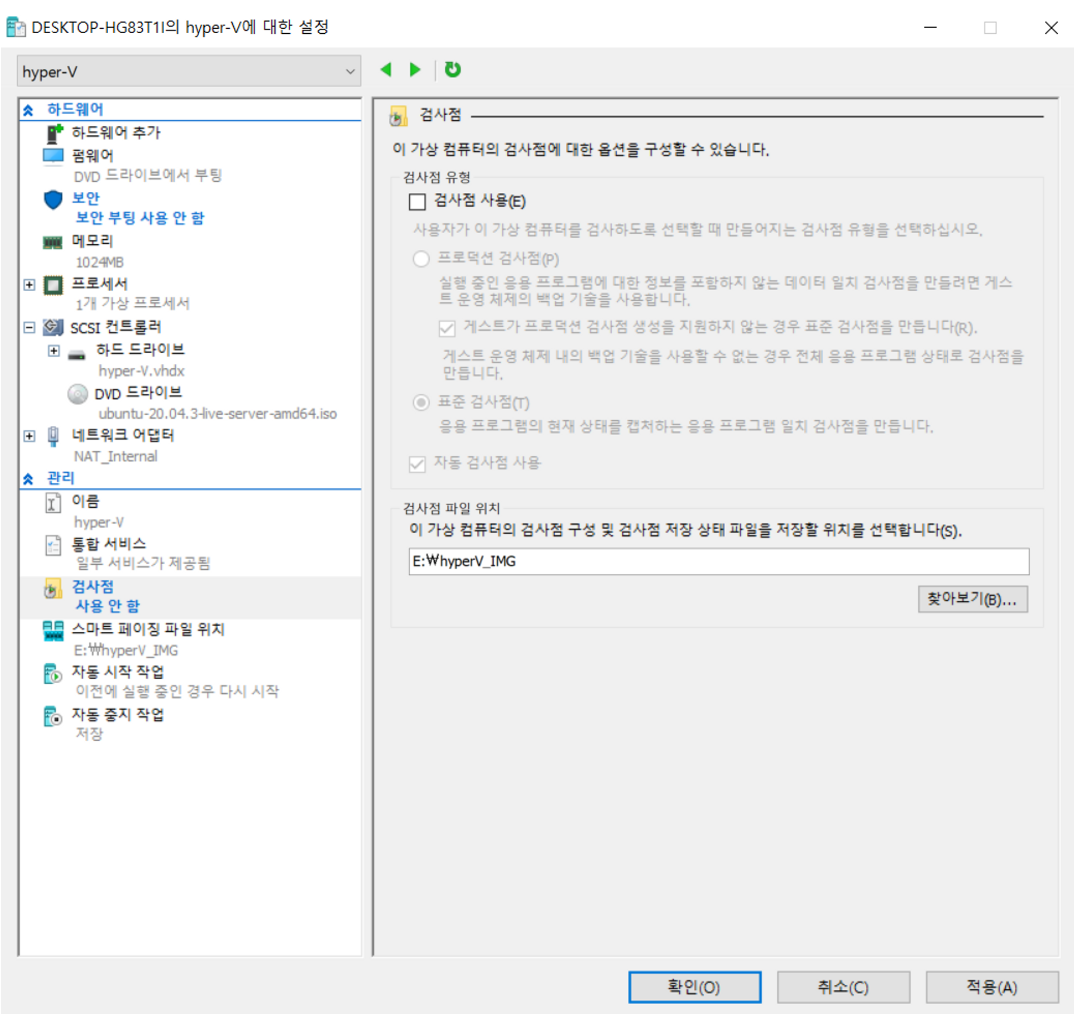 DESKTOP-HG83T1I의 hyper-V에 대한 설정
hyper-V
하드웨어
하드웨어 추가
펌웨어
DVD 드라이브에서 부팅
보안
보안 부팅 사용 안 함
메모리
1024MB
프로세서
1개 가상 프로세서
SCSI 컨트롤러
하드 드라이브
hyper-V.vhdx
DVD 드라이브
ubuntu-20.04.3-live-server-amd64.iso
네트워크 어댑터
NAT_Internal
관리
이름
hyper-V
통합 서비스
일부 서비스가 제공됨
검사점
사용 안 함
스마트 페이징 파일 위치
E:₩hyperV_IMG
자동 시작 작업
이전에 실행 중인 경우 다시 시작
자동 중지 작업
저장
검사점
이 가상 컴퓨터의 검사점에 대한 옵션을 구성할 수 있습니다.
검사점 유형
검사점 사용(E)
사용자가 이 가상 컴퓨터를 검사하도록 선택할 때 만들어지는 검사점 유형을 선택하십시오.
프로덕션 검사점(P)
실행 중인 응용 프로그램에 대한 정보를 포함하지 않는 데이터 일치 검사점을 만들려면 게스
트 운영 체제의 백업 기술을 사용합니다.
게스트가 프로덕션 검사점 생성을 지원하지 않는 경우 표준 검사점을 만듭니다(R).
게스트 운영 체제 내의 백업 기술을 사용할 수 없는 경우 전체 응용 프로그램 상태로 검사점을
만듭니다.
표준 검사점(T)
응용 프로그램의 현재 상태를 캡처하는 응용 프로그램 일치 검사점을 만듭니다.
자동 검사점 사용
검사점 파일 위치
이 가상 컴퓨터의 검사점 구성 및 검사점 저장 상태 파일을 저장할 위치를 선택합니다(S).
E:₩hyperV_IMG
찾아보기(B)...
확인(O)
취소(C)
적용(A)